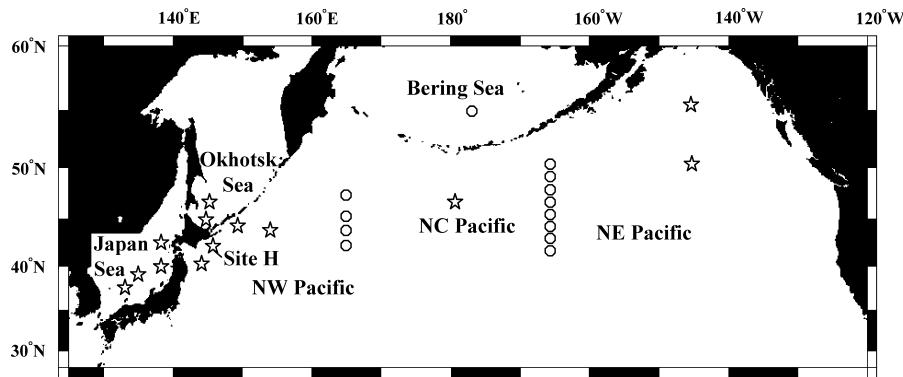 140°E 160°E 180° 160°W 140°W 120°W
60°N
Bering Sea
50°N
Okhotsk
Sea
NC Pacific
NE Pacific
Japan
Sea
Site H
40°N
NW Pacific
30°N